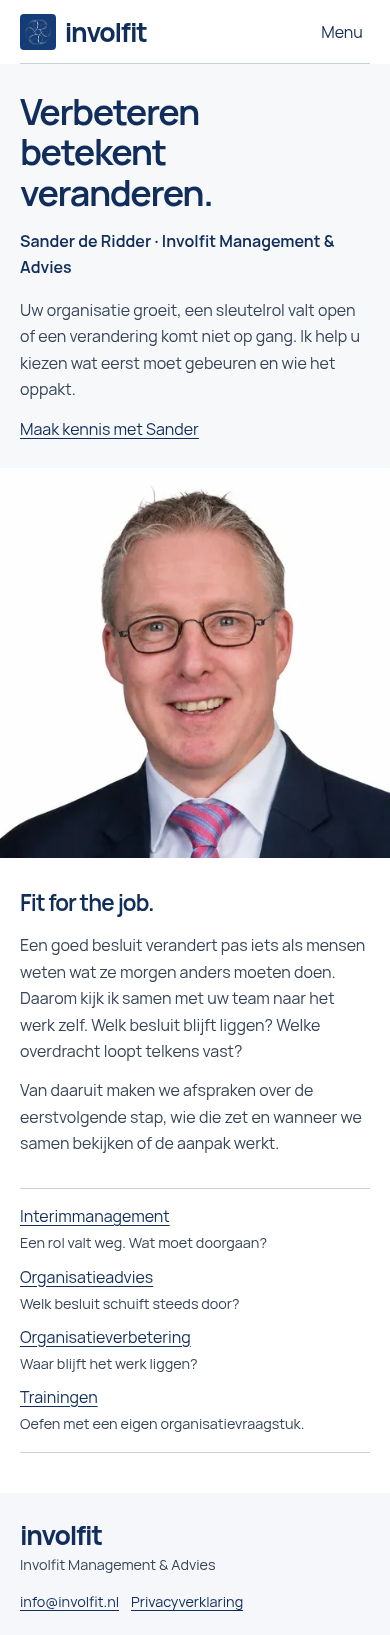 involfit
Menu
Verbeteren
betekent
veranderen.
Sander de Ridder · Involfit Management &
Advies
Uw organisatie groeit, een sleutelrol valt open
of een verandering komt niet op gang. Ik help u
kiezen wat eerst moet gebeuren en wie het
oppakt.
Maak kennis met Sander
Fit for the job.
Een goed besluit verandert pas iets als mensen
weten wat ze morgen anders moeten doen.
Daarom kijk ik samen met uw team naar het
werk zelf. Welk besluit blijft liggen? Welke
overdracht loopt telkens vast?
Van daaruit maken we afspraken over de
eerstvolgende stap, wie die zet en wanneer we
samen bekijken of de aanpak werkt.
Interimmanagement
Een rol valt weg. Wat moet doorgaan?
Organisatieadvies
Welk besluit schuift steeds door?
Organisatieverbetering
Waar blijft het werk liggen?
Trainingen
Oefen met een eigen organisatievraagstuk.
involfit
Involfit Management & Advies
info@involfit.nl Privacyverklaring